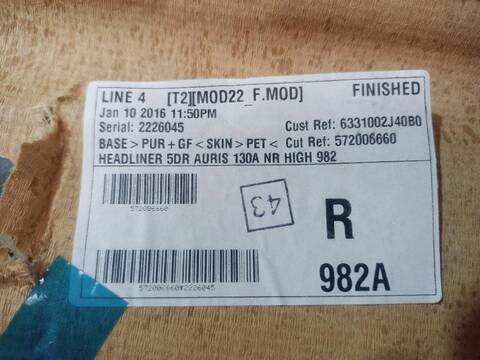 LINE 4 [T2][MOD22_F.MOD] FINISHED
Jan 10 2016 11:50PM
Serial: 2226045 Cust Ref: 6331002J40B0
BASE > PUR + GF < SKIN > PET < Cut Ref: 572006660
HEADLINER 5DR AURIS 130A NR HIGH 982
572006660
43
R
982A
572006660#2226045